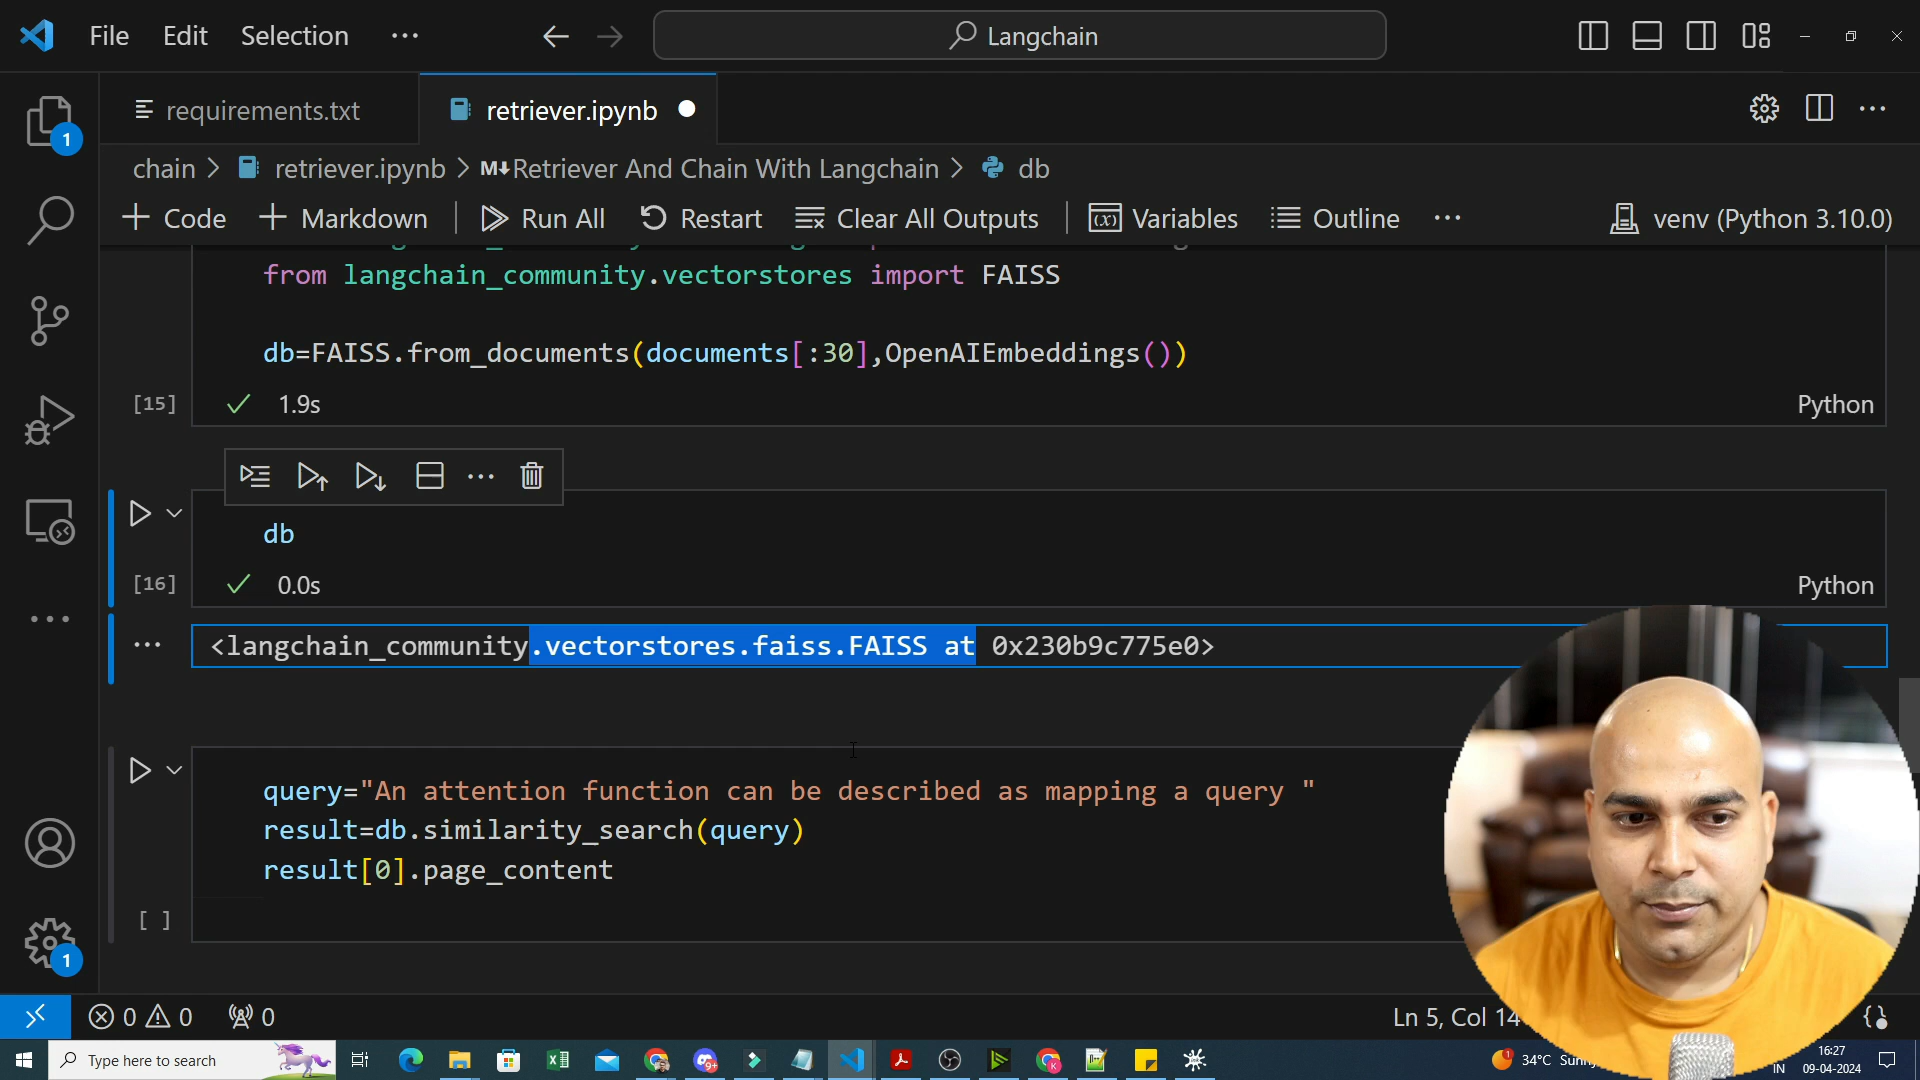 File Edit Selection ··· Langchain
requirements.txt retriever.ipynb
chain > retriever.ipynb > M↓Retriever And Chain With Langchain > db
+ Code + Markdown Run All Restart Clear All Outputs Variables Outline ··· venv (Python 3.10.0)
from langchain_community.vectorstores import FAISS
db=FAISS.from_documents(documents[:30],OpenAIEmbeddings())
[15] 1.9s Python
db
[16] 0.0s Python
<langchain_community.vectorstores.faiss.FAISS at 0x230b9c775e0>
query="An attention function can be described as mapping a query "
result=db.similarity_search(query)
result[0].page_content
[ ]
1
1
0 0 0 Ln 5, Col 14
Type here to search 34°C IN 16:27
09-04-2024